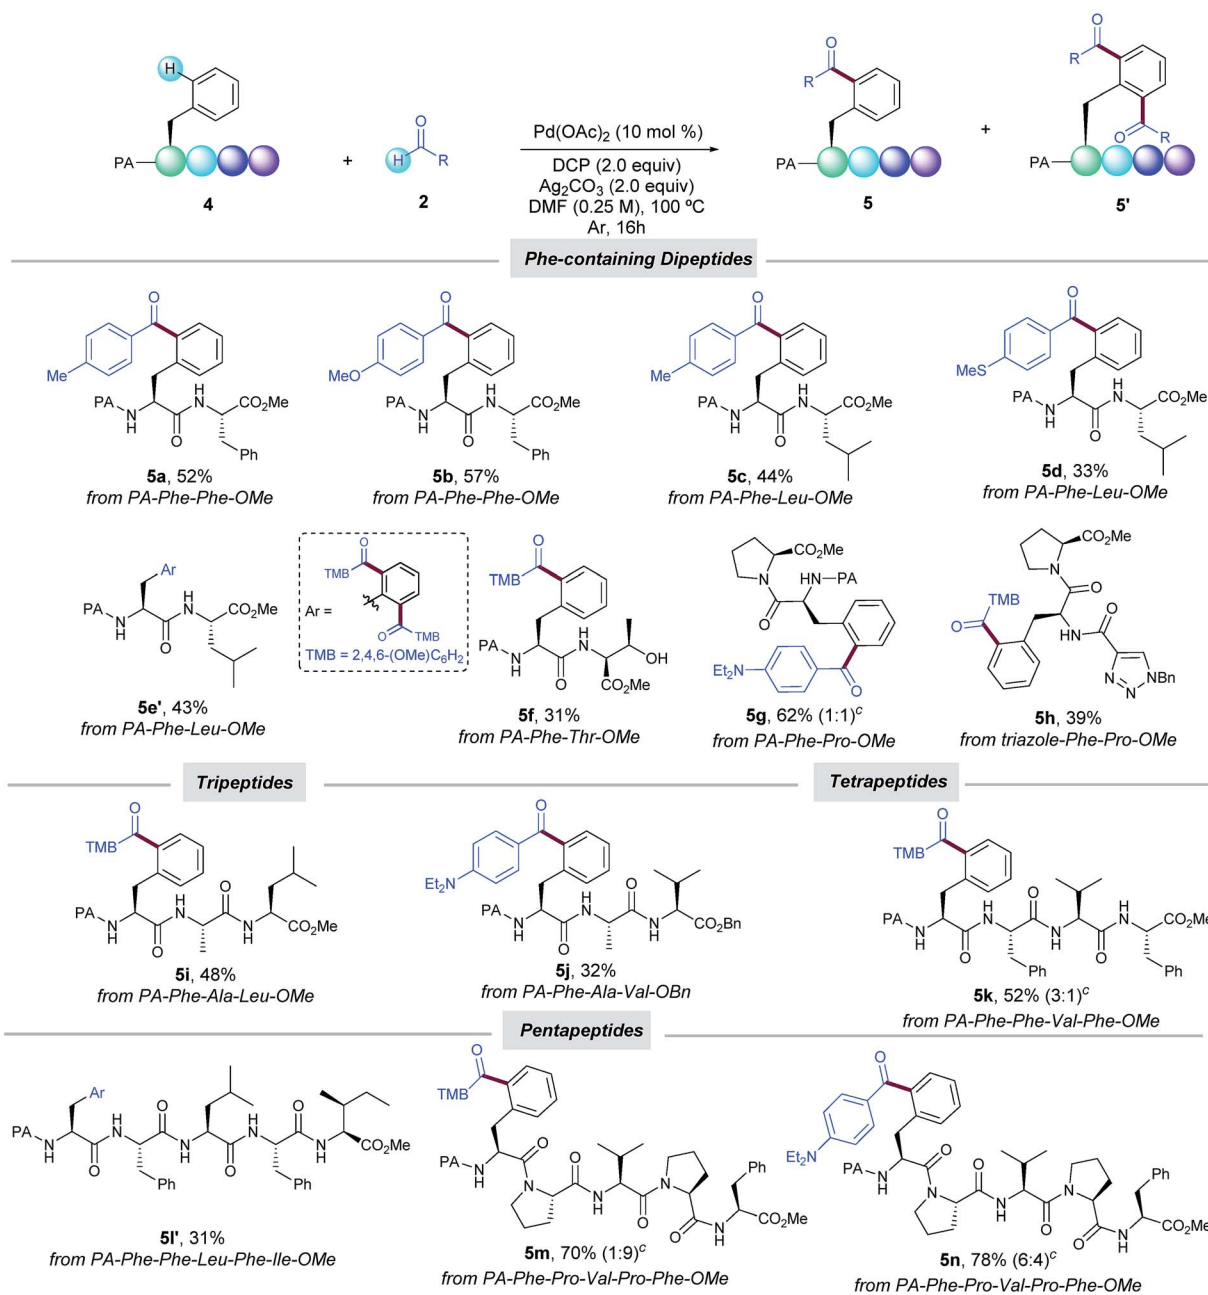 H
PA
4
+
H
O
R
2
Pd(OAc)2 (10 mol %)
DCP (2.0 equiv)
Ag2CO3 (2.0 equiv)
DMF (0.25 M), 100 ºC
Ar, 16h
O
R
PA
5
+
O
R
O
R
PA
5'
Phe-containing Dipeptides
O
Me
PA
N
H
O
H
N
CO2Me
Ph
5a, 52%
from PA-Phe-Phe-OMe
O
MeO
PA
N
H
O
H
N
CO2Me
Ph
5b, 57%
from PA-Phe-Phe-OMe
O
Me
PA
N
H
O
H
N
CO2Me
5c, 44%
from PA-Phe-Leu-OMe
O
MeS
PA
N
H
O
H
N
CO2Me
5d, 33%
from PA-Phe-Leu-OMe
Ar
PA
N
H
O
H
N
CO2Me
5e', 43%
from PA-Phe-Leu-OMe
O
TMB
Ar =
O
TMB
TMB = 2,4,6-(OMe)C6H2
O
TMB
PA
N
H
O
H
N
OH
CO2Me
5f, 31%
from PA-Phe-Thr-OMe
CO2Me
N
HN
PA
O
Et2N
O
5g, 62% (1:1)c
from PA-Phe-Pro-OMe
CO2Me
N
O
TMB
O
HN
O
N
N
N
Bn
5h, 39%
from triazole-Phe-Pro-OMe
Tripeptides
Tetrapeptides
O
TMB
PA
N
H
O
H
N
O
N
H
CO2Me
5i, 48%
from PA-Phe-Ala-Leu-OMe
O
Et2N
PA
N
H
O
H
N
O
N
H
CO2Bn
5j, 32%
from PA-Phe-Ala-Val-OBn
O
TMB
PA
N
H
O
H
N
Ph
O
N
H
O
H
N
CO2Me
Ph
5k, 52% (3:1)c
from PA-Phe-Phe-Val-Phe-OMe
Pentapeptides
Ar
PA
N
H
O
H
N
Ph
O
N
H
O
H
N
Ph
O
N
H
CO2Me
5l', 31%
from PA-Phe-Phe-Leu-Phe-Ile-OMe
O
TMB
PA
N
H
O
N
O
N
H
O
N
O
N
H
Ph
CO2Me
5m, 70% (1:9)c
from PA-Phe-Pro-Val-Pro-Phe-OMe
O
Et2N
PA
N
H
O
N
O
N
H
O
N
O
N
H
Ph
CO2Me
5n, 78% (6:4)c
from PA-Phe-Pro-Val-Pro-Phe-OMe